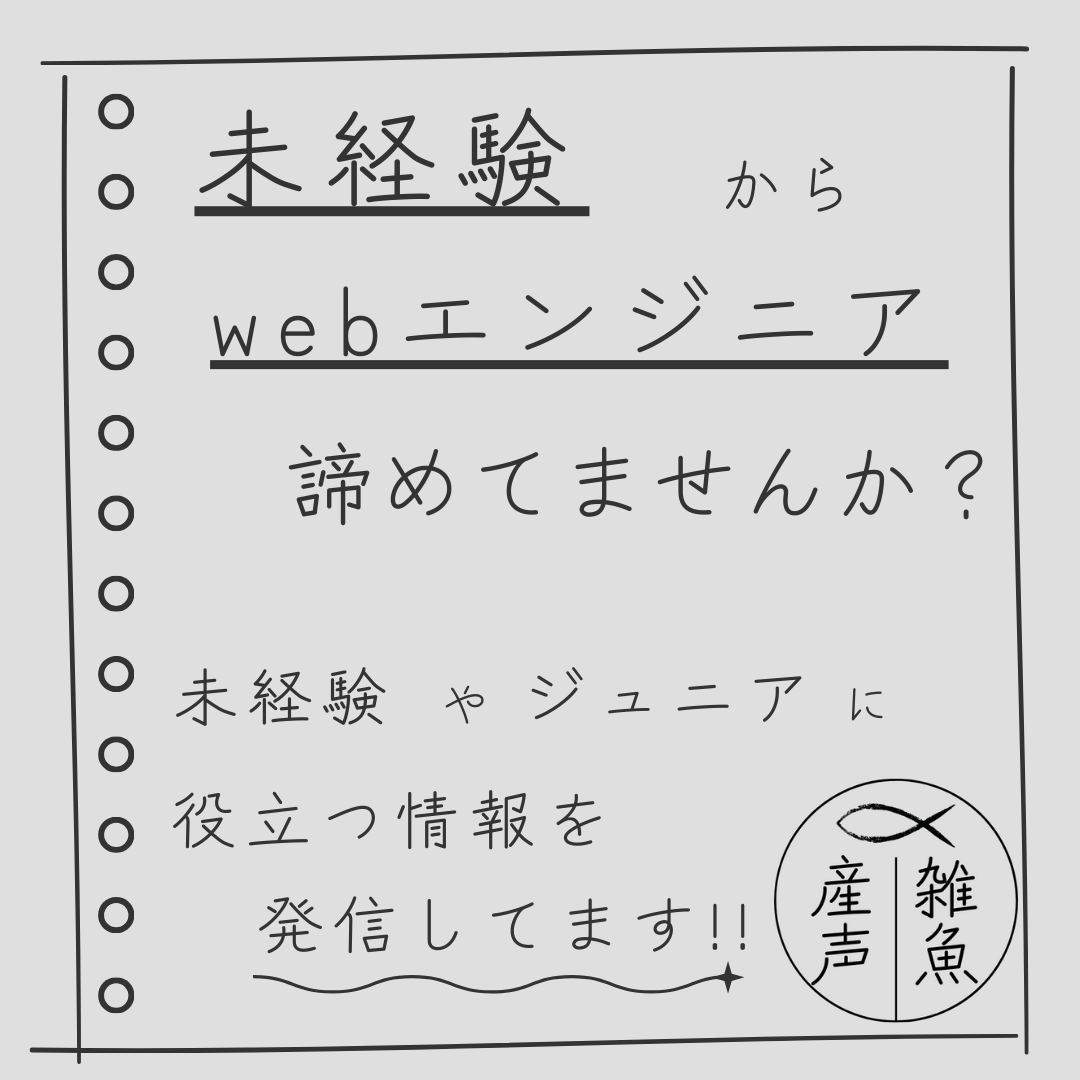 未経験 から
webエンジニア
諦めてませんか？
未経験 や ジュニア に
役立つ情報を
発信してます!!
雑魚
産声